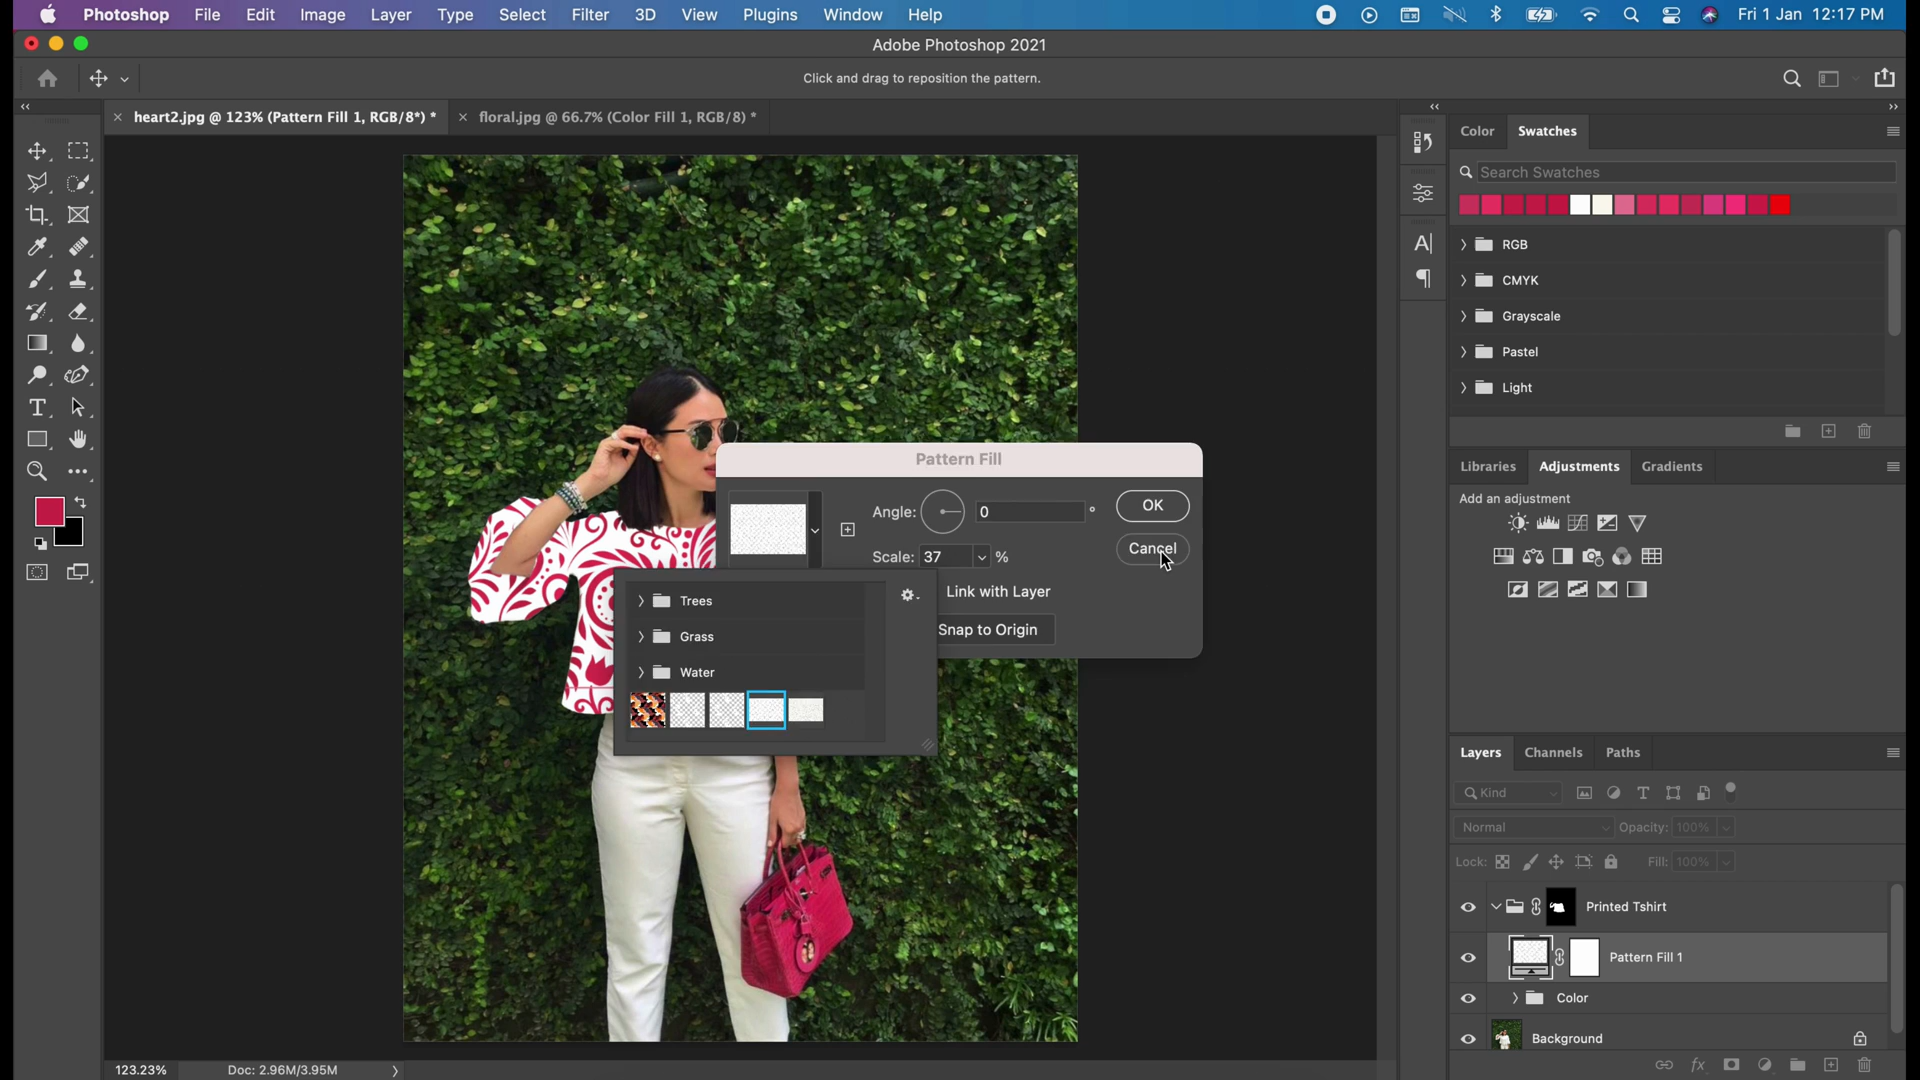 Photoshop File Edit Image Layer Type Select Filter 3D View Plugins Window Help Fri 1 Jan 12:17 PM
Adobe Photoshop 2021
Click and drag to reposition the pattern.
heart2.jpg @ 123% (Pattern Fill 1, RGB/8*) * floral.jpg @ 66.7% (Color Fill 1, RGB/8) *
Color Swatches
Search Swatches
RGB
CMYK
Grayscale
Pastel
Light
Pattern Fill
Angle: 0 °
OK
Scale: 37 %
Cancel
Link with Layer
Snap to Origin
Trees
Grass
Water
Libraries Adjustments Gradients
Add an adjustment
Layers Channels Paths
Kind
Normal Opacity: 100%
Lock: Fill: 100%
Printed Tshirt
Pattern Fill 1
Color
Background
123.23% Doc: 2.96M/3.95M